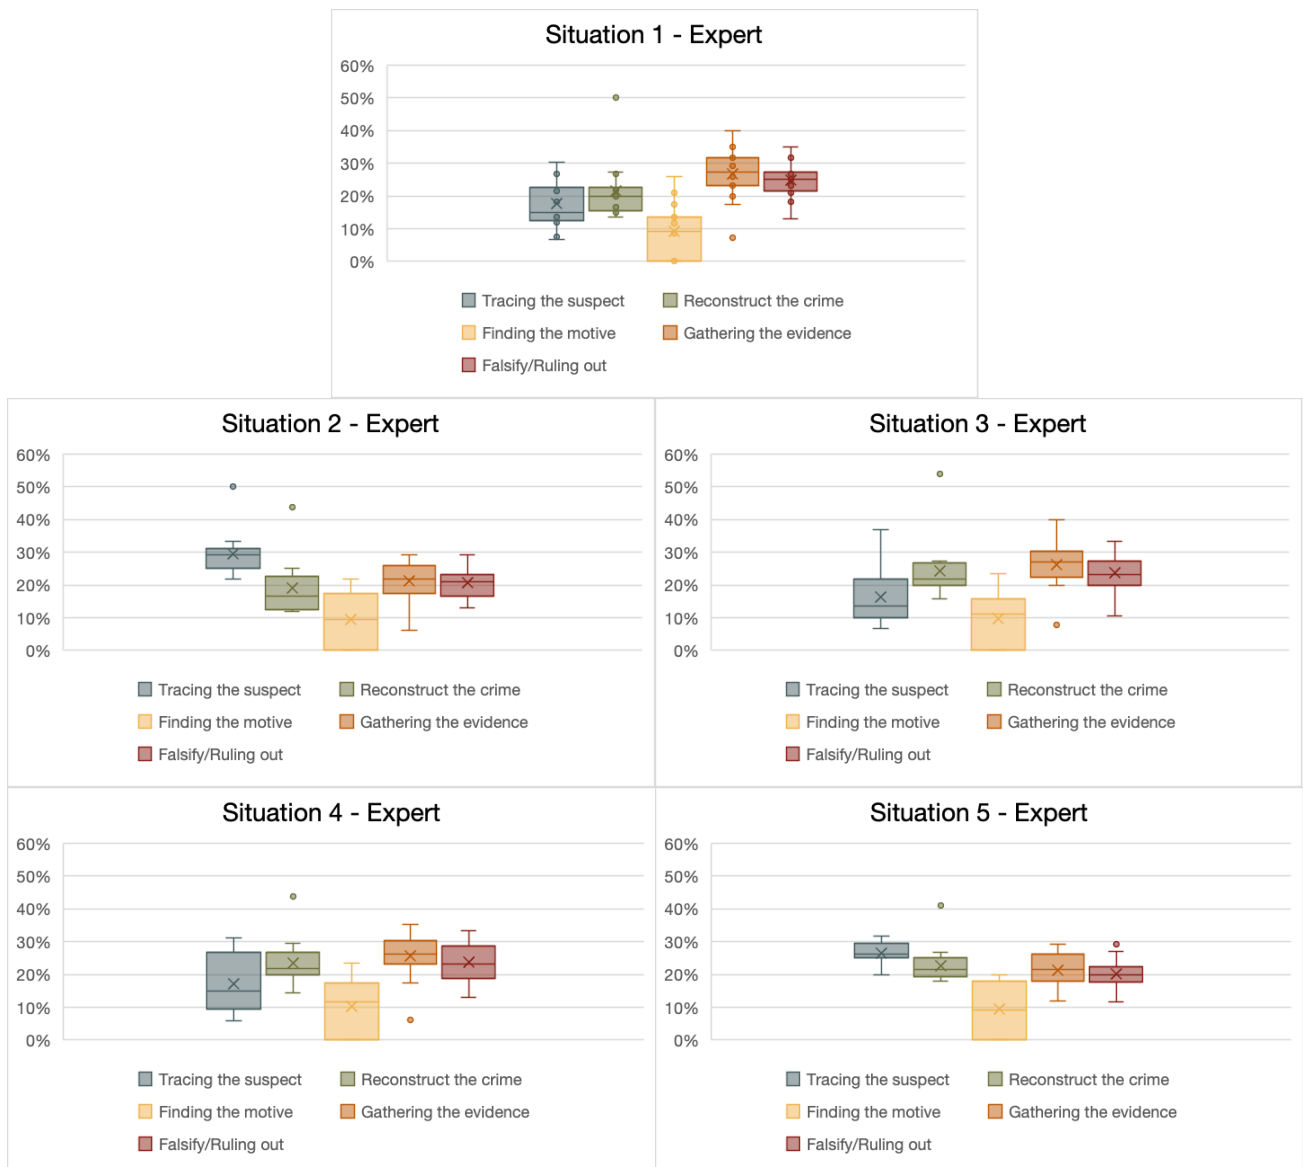 Situation 1 - Expert
60%
50%
40%
30%
20%
10%
0%
Tracing the suspect Reconstruct the crime
Finding the motive Gathering the evidence
Falsify/Ruling out
Situation 2 - Expert
60%
50%
40%
30%
20%
10%
0%
Tracing the suspect Reconstruct the crime
Finding the motive Gathering the evidence
Falsify/Ruling out
Situation 3 - Expert
60%
50%
40%
30%
20%
10%
0%
Tracing the suspect Reconstruct the crime
Finding the motive Gathering the evidence
Falsify/Ruling out
Situation 4 - Expert
60%
50%
40%
30%
20%
10%
0%
Tracing the suspect Reconstruct the crime
Finding the motive Gathering the evidence
Falsify/Ruling out
Situation 5 - Expert
60%
50%
40%
30%
20%
10%
0%
Tracing the suspect Reconstruct the crime
Finding the motive Gathering the evidence
Falsify/Ruling out